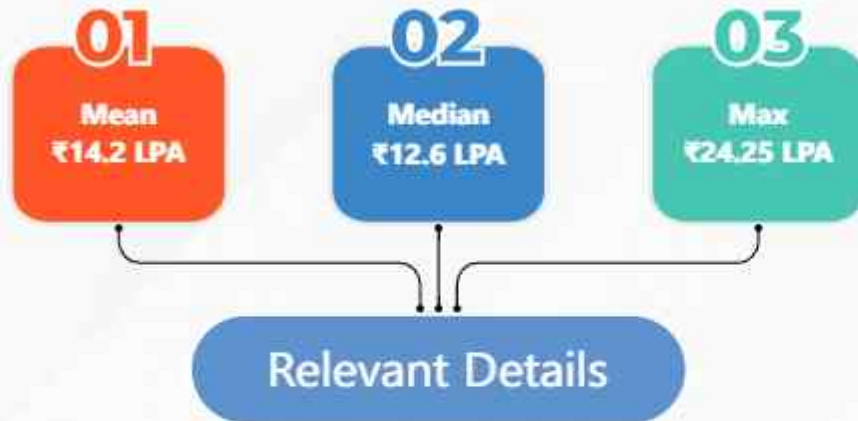 01
Mean
₹14.2 LPA
02
Median
₹12.6 LPA
03
Max
₹24.25 LPA
Relevant Details